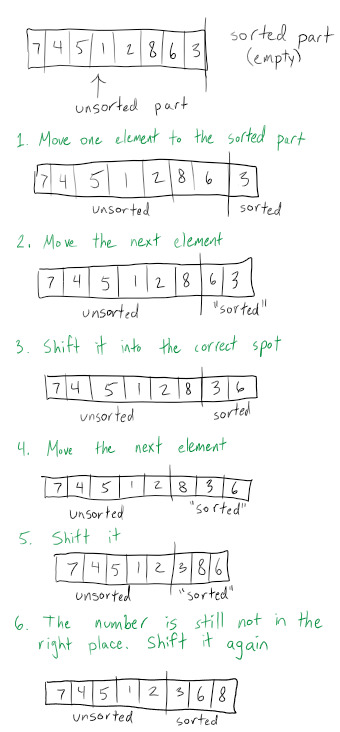 7 4 5 1 2 8 6 3 sorted part
(empty)
unsorted part
1. Move one element to the sorted part
7 4 5 1 2 8 6 3
unsorted sorted
2. Move the next element
7 4 5 1 2 8 6 3
unsorted "sorted"
3. Shift it into the correct spot
7 4 5 1 2 8 3 6
unsorted sorted
4. Move the next element
7 4 5 1 2 8 3 6
unsorted "sorted"
5. Shift it
7 4 5 1 2 3 8 6
unsorted "sorted"
6. The number is still not in the
right place. Shift it again
7 4 5 1 2 3 6 8
unsorted sorted